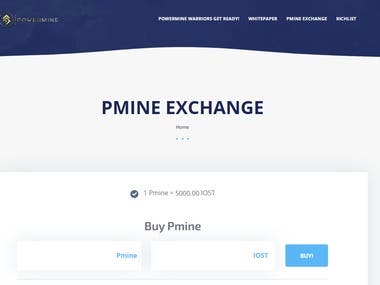 POWERMINE
POWERMINE WARRIORS GET READY! WHITEPAPER PMINE EXCHANGE RICHLIST
PMINE EXCHANGE
Home
1 Pmine = 5000.00 IOST
Buy Pmine
Pmine IOST BUY!